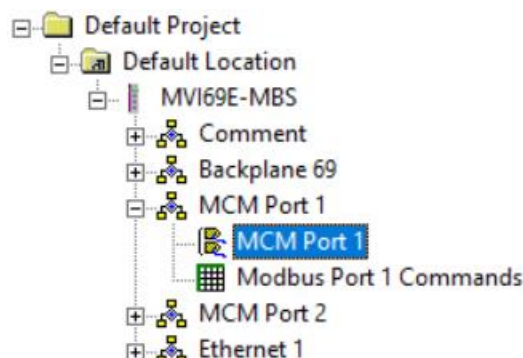 Default Project
Default Location
MVI69E-MBS
Comment
Backplane 69
MCM Port 1
MCM Port 1
Modbus Port 1 Commands
MCM Port 2
Ethernet 1